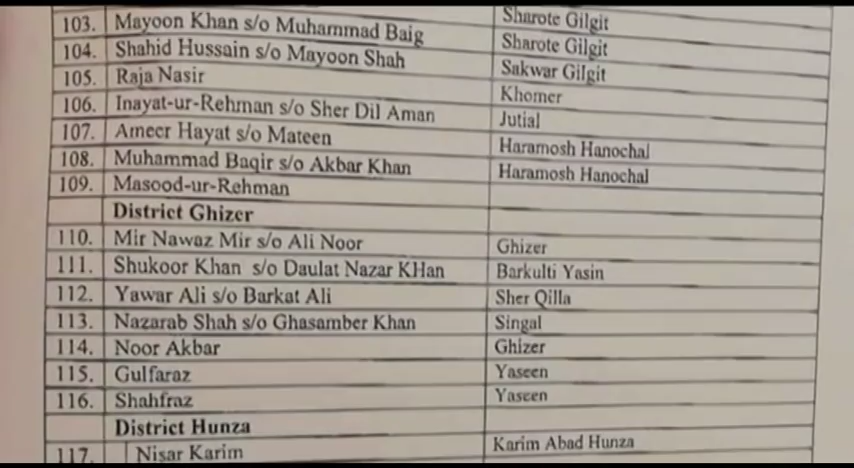 Sharote Gilgit
103. Mayoon Khan s/o Muhammad Baig Sharote Gilgit
104. Shahid Hussain s/o Mayoon Shah Sakwar Gilgit
105. Raja Nasir Khomer
106. Inayat-ur-Rehman s/o Sher Dil Aman Jutial
107. Ameer Hayat s/o Mateen Haramosh Hanochal
108. Muhammad Baqir s/o Akbar Khan Haramosh Hanochal
109. Masood-ur-Rehman
District Ghizer
110. Mir Nawaz Mir s/o Ali Noor Ghizer
111. Shukoor Khan s/o Daulat Nazar KHan Barkulti Yasin
112. Yawar Ali s/o Barkat Ali Sher Qilla
113. Nazarab Shah s/o Ghasamber Khan Singal
114. Noor Akbar Ghizer
115. Gulfaraz Yaseen
116. Shahfraz Yaseen
District Hunza
117. Nisar Karim Karim Abad Hunza